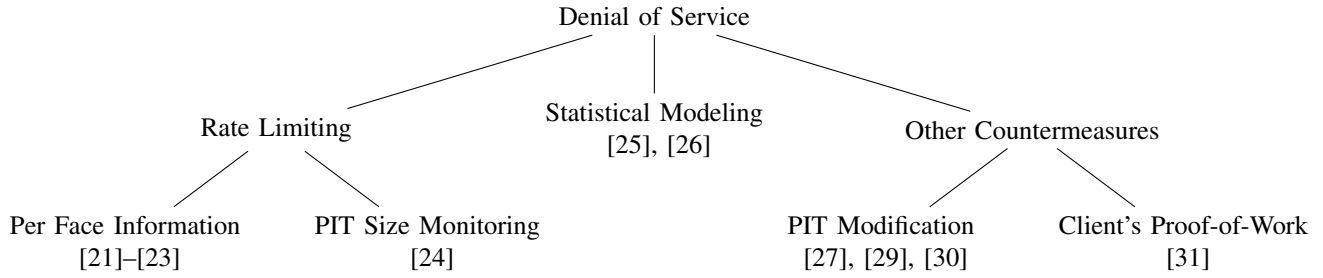 Denial of Service
Rate Limiting
Statistical Modeling
[25], [26]
Other Countermeasures
Per Face Information
[21]–[23]
PIT Size Monitoring
[24]
PIT Modification
[27], [29], [30]
Client's Proof-of-Work
[31]